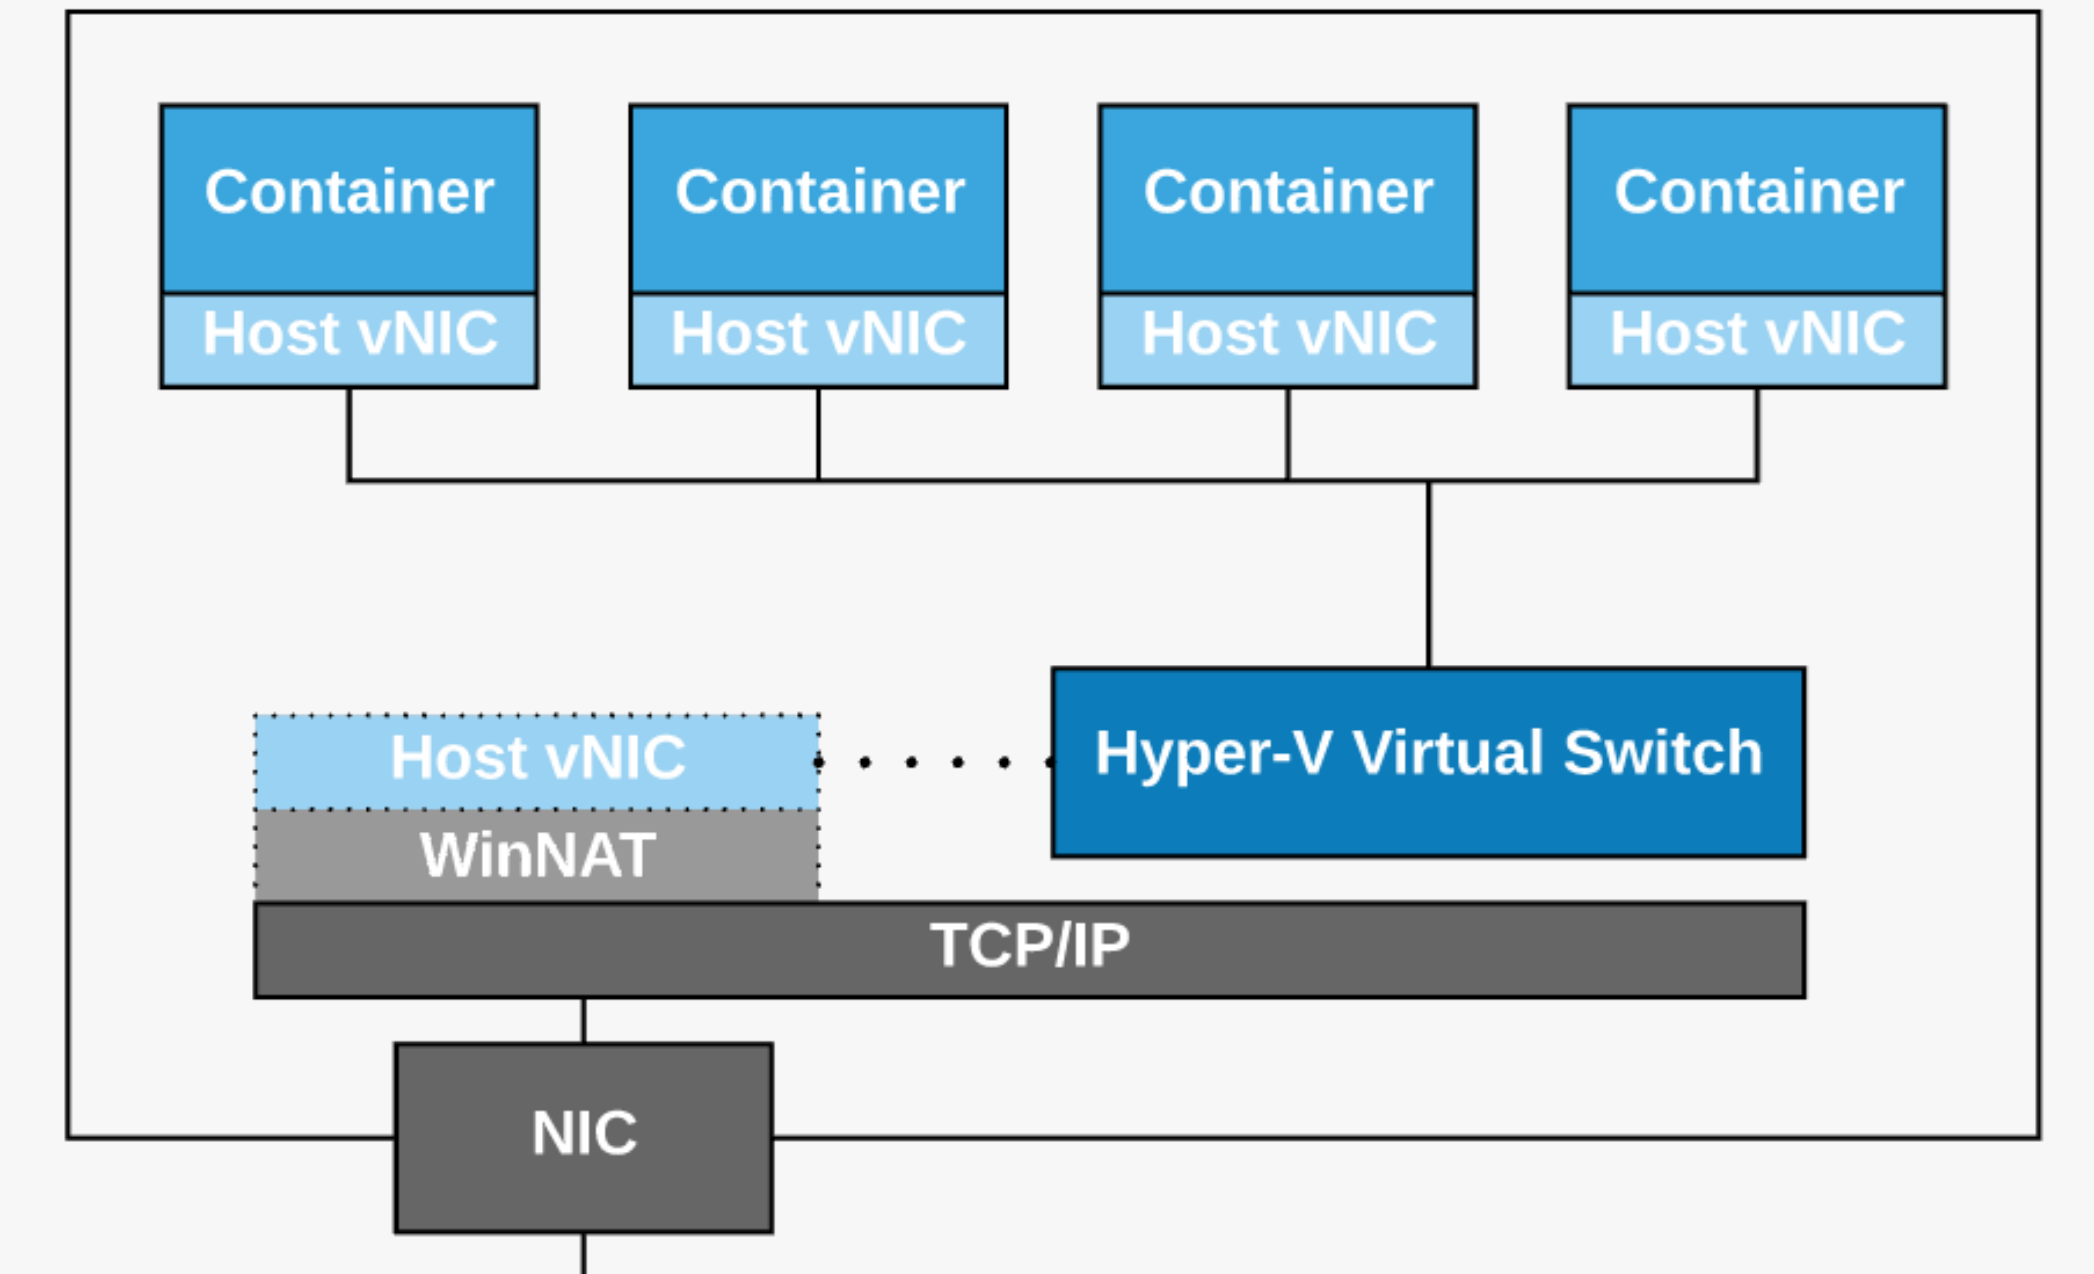 Container
Container
Container
Container
Host vNIC
Host vNIC
Host vNIC
Host vNIC
Host vNIC
Hyper-V Virtual Switch
WinNAT
TCP/IP
NIC